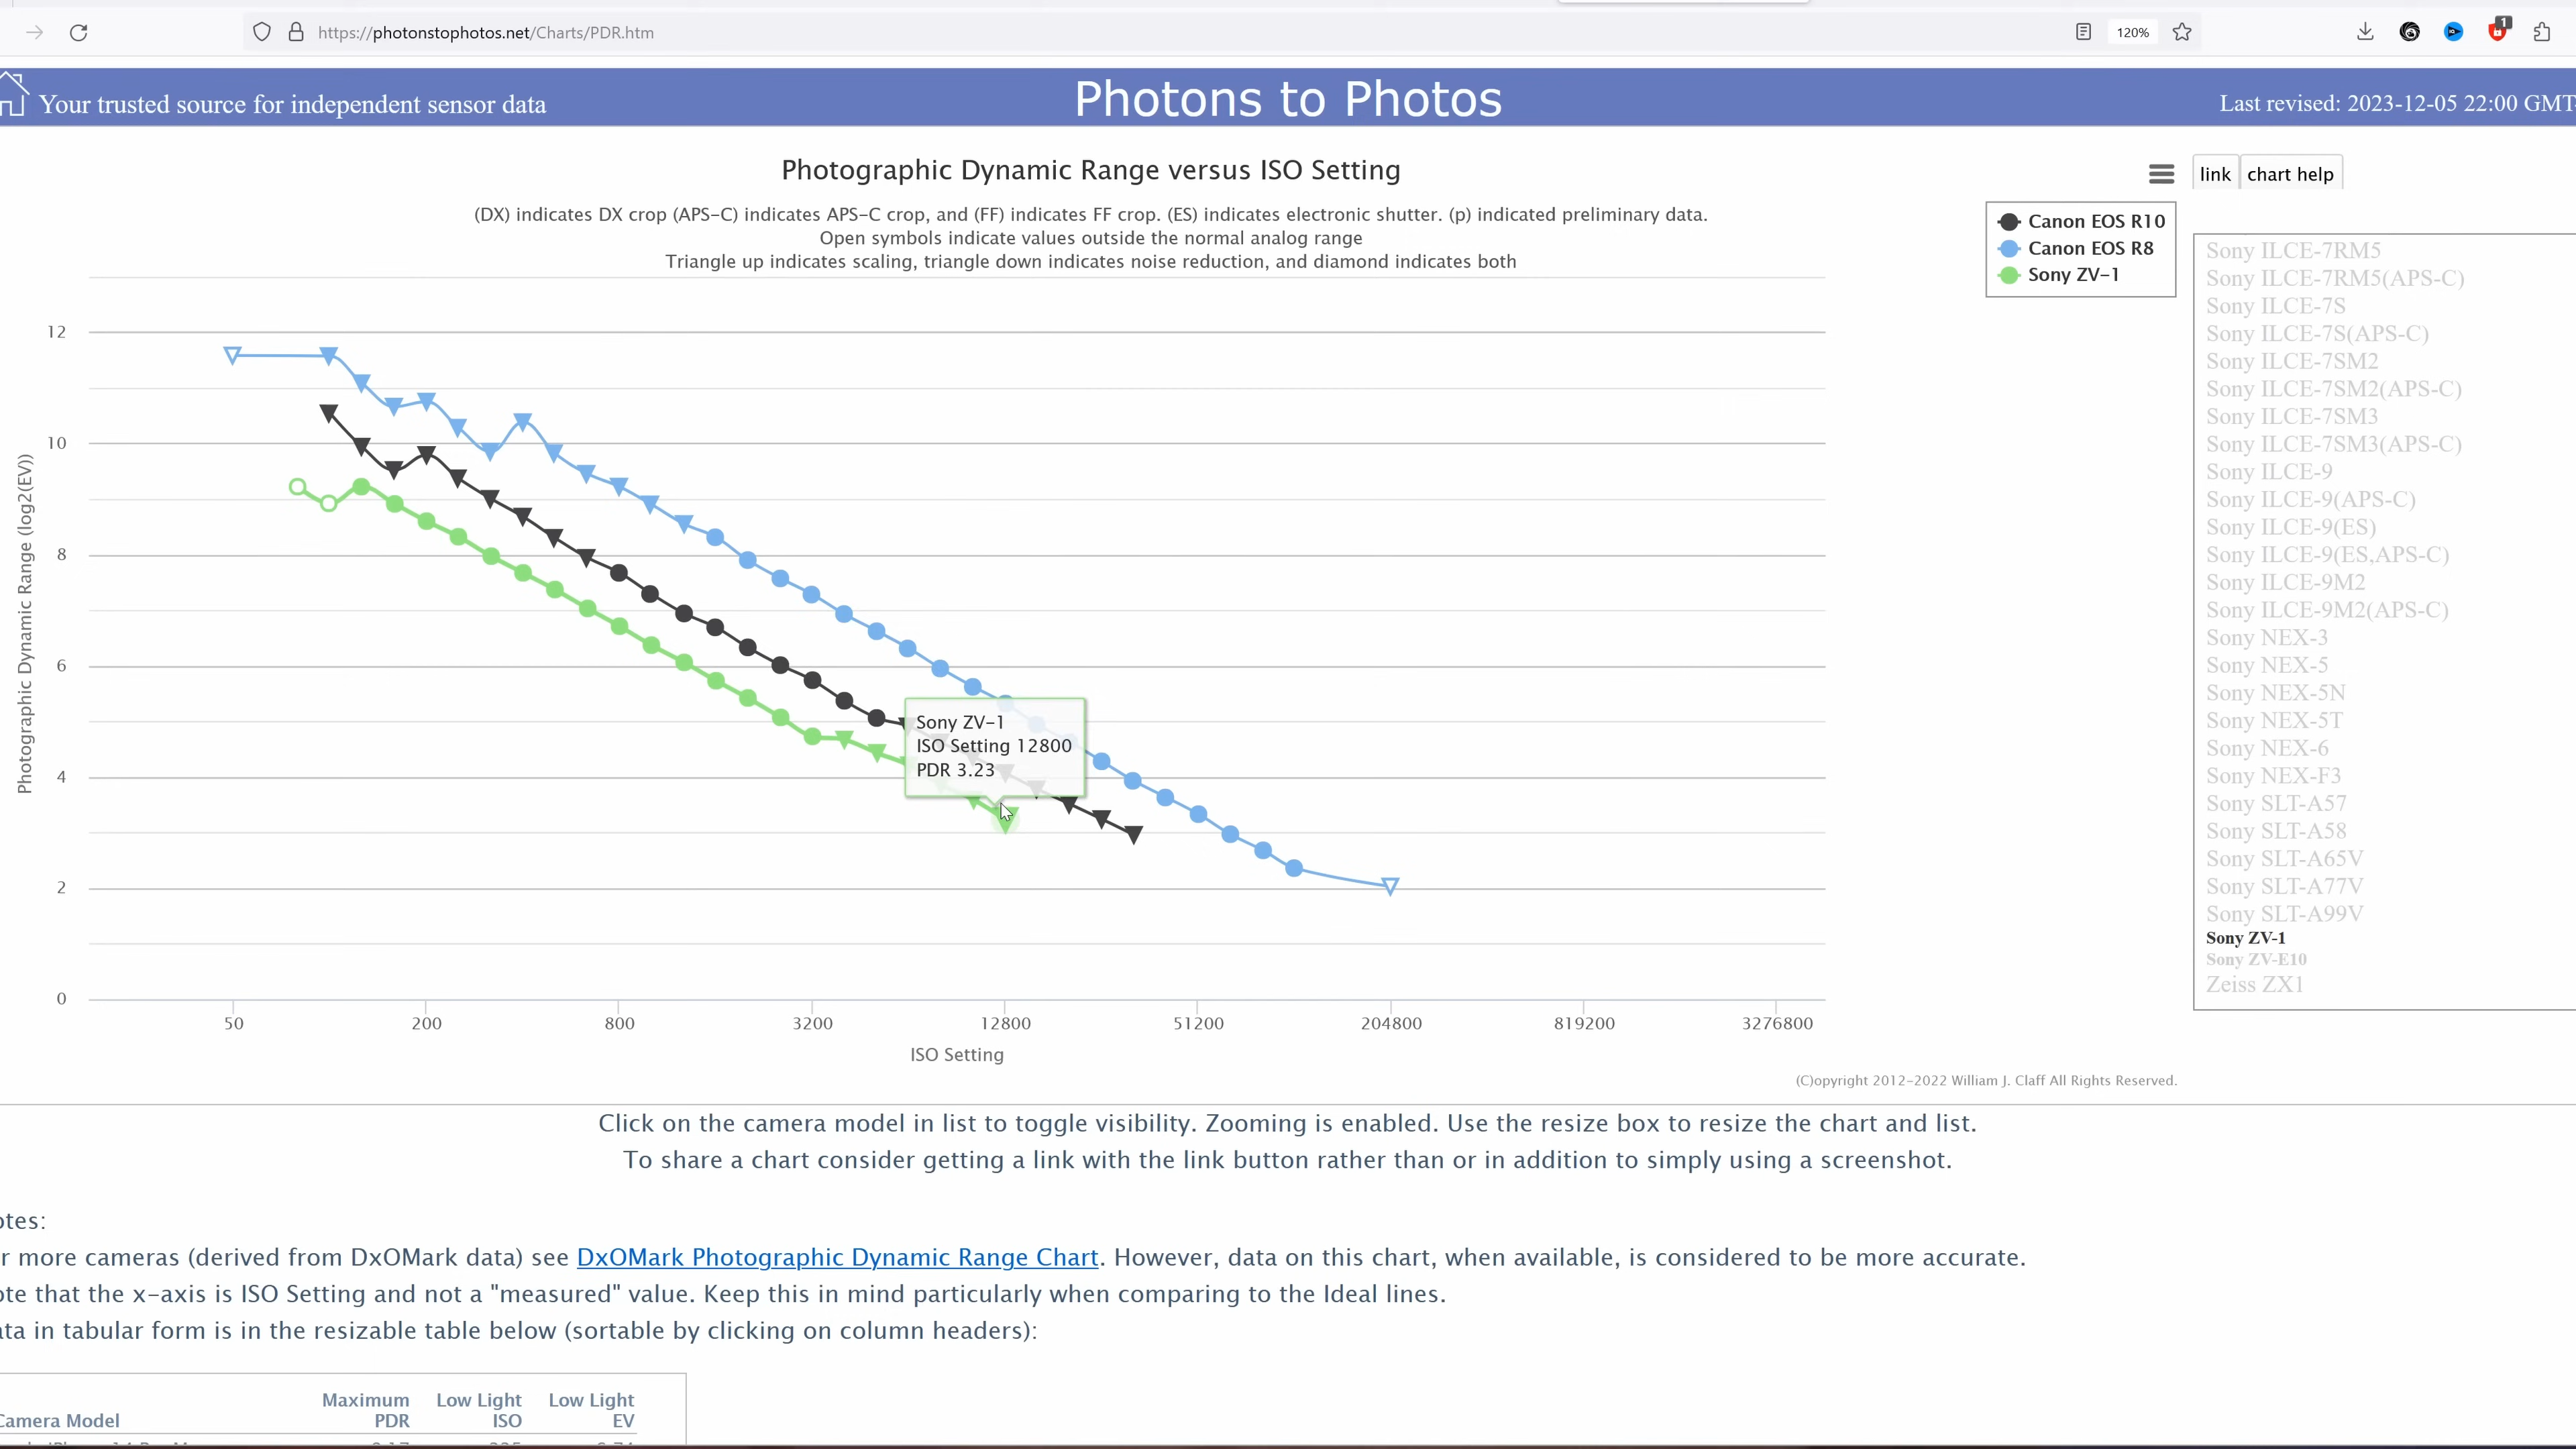 https://photonstophotos.net/Charts/PDR.htm
120%
1
Your trusted source for independent sensor data
Photons to Photos
Last revised: 2023-12-05 22:00 GMT
Photographic Dynamic Range versus ISO Setting
(DX) indicates DX crop (APS-C) indicates APS-C crop, and (FF) indicates FF crop. (ES) indicates electronic shutter. (p) indicated preliminary data.
Open symbols indicate values outside the normal analog range
Triangle up indicates scaling, triangle down indicates noise reduction, and diamond indicates both
link
chart help
Canon EOS R10
Canon EOS R8
Sony ZV-1
Photographic Dynamic Range (log2(EV))
12
10
8
6
4
2
0
Sony ZV-1
ISO Setting 12800
PDR 3.23
50
200
800
3200
12800
51200
204800
819200
3276800
ISO Setting
Sony ILCE-7RM5
Sony ILCE-7RM5(APS-C)
Sony ILCE-7S
Sony ILCE-7S(APS-C)
Sony ILCE-7SM2
Sony ILCE-7SM2(APS-C)
Sony ILCE-7SM3
Sony ILCE-7SM3(APS-C)
Sony ILCE-9
Sony ILCE-9(APS-C)
Sony ILCE-9(ES)
Sony ILCE-9(ES,APS-C)
Sony ILCE-9M2
Sony ILCE-9M2(APS-C)
Sony NEX-3
Sony NEX-5
Sony NEX-5N
Sony NEX-5T
Sony NEX-6
Sony NEX-F3
Sony SLT-A57
Sony SLT-A58
Sony SLT-A65V
Sony SLT-A77V
Sony SLT-A99V
Sony ZV-1
Sony ZV-E10
Zeiss ZX1
(C)opyright 2012-2022 William J. Claff All Rights Reserved.
Click on the camera model in list to toggle visibility. Zooming is enabled. Use the resize box to resize the chart and list.
To share a chart consider getting a link with the link button rather than or in addition to simply using a screenshot.
otes:
r more cameras (derived from DxOMark data) see DxOMark Photographic Dynamic Range Chart. However, data on this chart, when available, is considered to be more accurate.
ote that the x-axis is ISO Setting and not a "measured" value. Keep this in mind particularly when comparing to the Ideal lines.
ata in tabular form is in the resizable table below (sortable by clicking on column headers):
Camera Model
Maximum PDR
Low Light ISO
Low Light EV